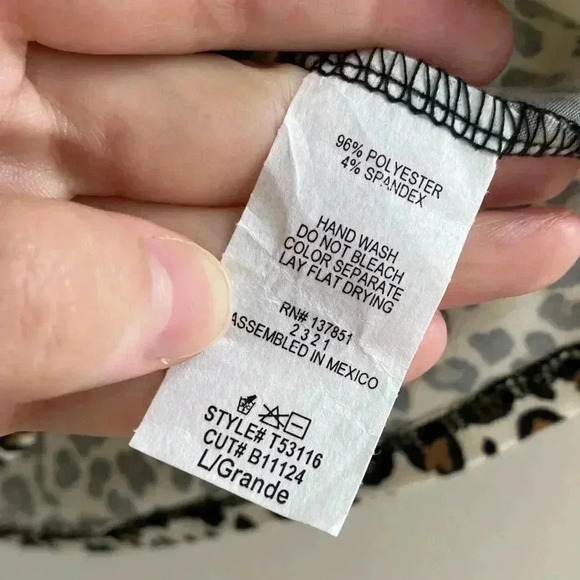 96% POLYESTER
4% SPANDEX
HAND WASH
DO NOT BLEACH
COLOR SEPARATE
LAY FLAT DRYING
RN# 137851
2 3 2 1
ASSEMBLED IN MEXICO
STYLE# T53116
CUT# B11124
L/Grande